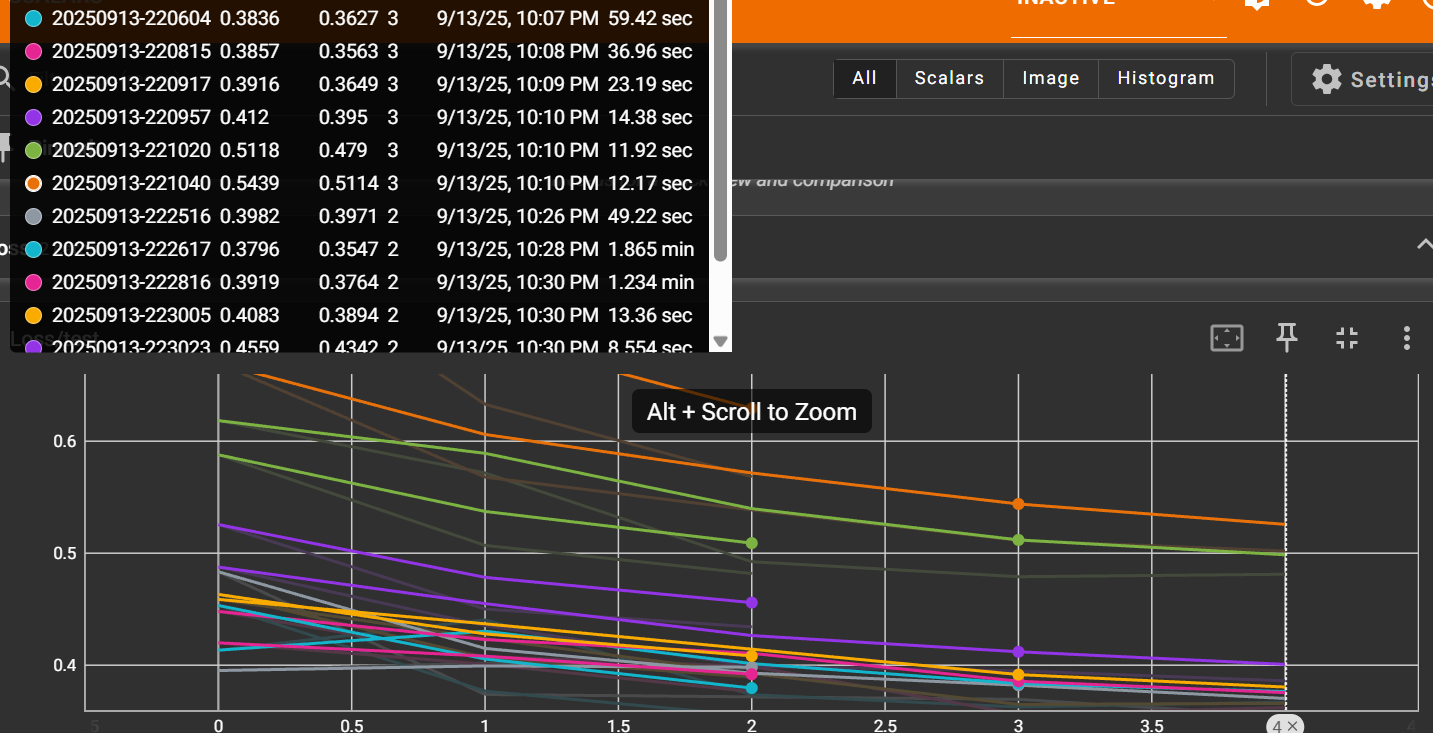 20250913-220604 0.3836 0.3627 3 9/13/25, 10:07 PM 59.42 sec
INACTIVE
20250913-220815 0.3857 0.3563 3 9/13/25, 10:08 PM 36.96 sec
20250913-220917 0.3916 0.3649 3 9/13/25, 10:09 PM 23.19 sec
All Scalars Image Histogram Settings
20250913-220957 0.412 0.395 3 9/13/25, 10:10 PM 14.38 sec
20250913-221020 0.5118 0.479 3 9/13/25, 10:10 PM 11.92 sec
20250913-221040 0.5439 0.5114 3 9/13/25, 10:10 PM 12.17 sec
view and comparison
20250913-222516 0.3982 0.3971 2 9/13/25, 10:26 PM 49.22 sec
20250913-222617 0.3796 0.3547 2 9/13/25, 10:28 PM 1.865 min
20250913-222816 0.3919 0.3764 2 9/13/25, 10:30 PM 1.234 min
20250913-223005 0.4083 0.3894 2 9/13/25, 10:30 PM 13.36 sec
Loss/test
20250913-223023 0.4559 0.4342 2 9/13/25, 10:30 PM 8.554 sec
Alt + Scroll to Zoom
0.6
0.5
0.4
5 0 0.5 1 1.5 2 2.5 3 3.5 4 × 4